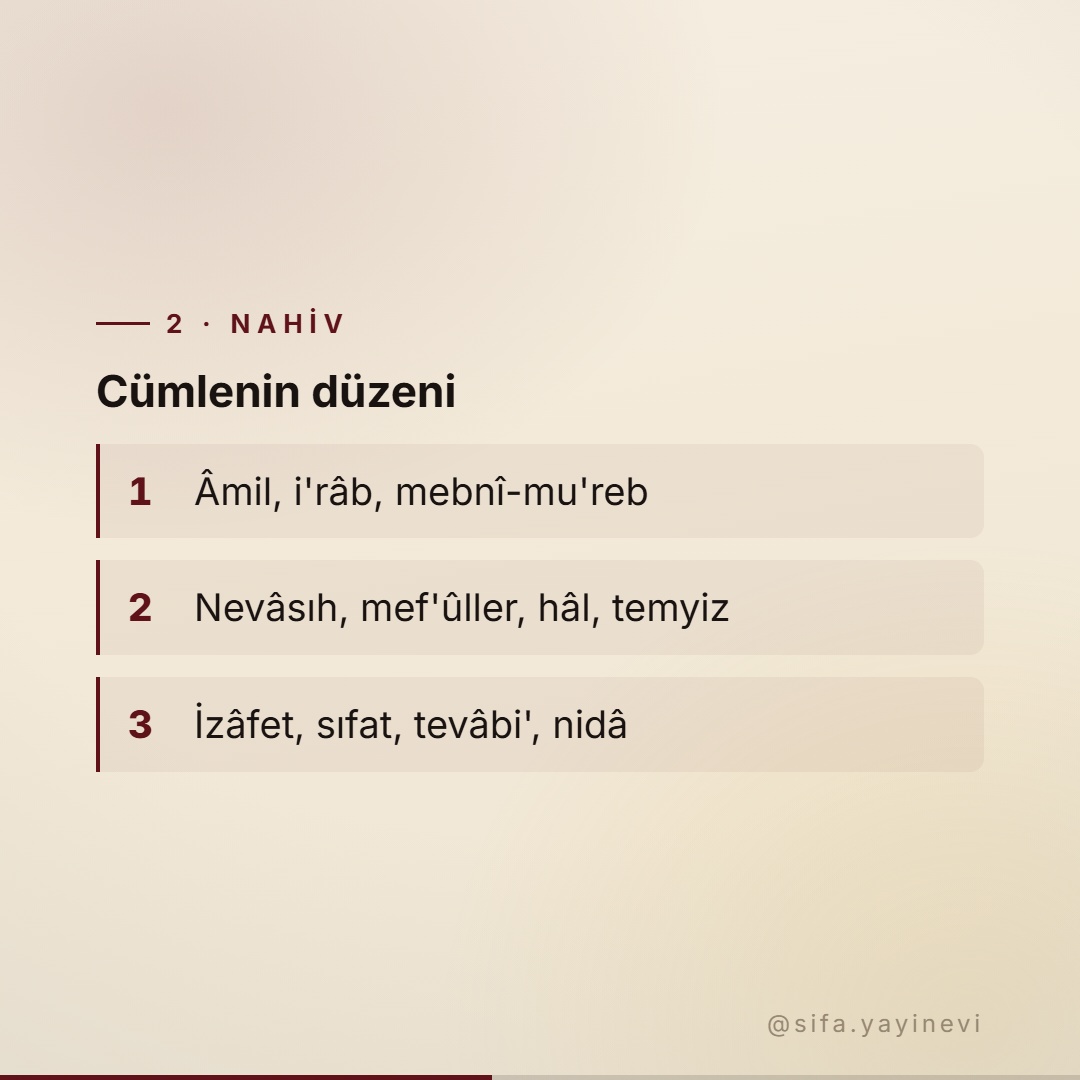 2 · NAHİV
Cümlenin düzeni
1 Âmil, i'râb, mebnî-mu'reb
2 Nevâsıh, mef'ûller, hâl, temyiz
3 İzâfet, sıfat, tevâbi', nidâ
@sifa.yayinevi